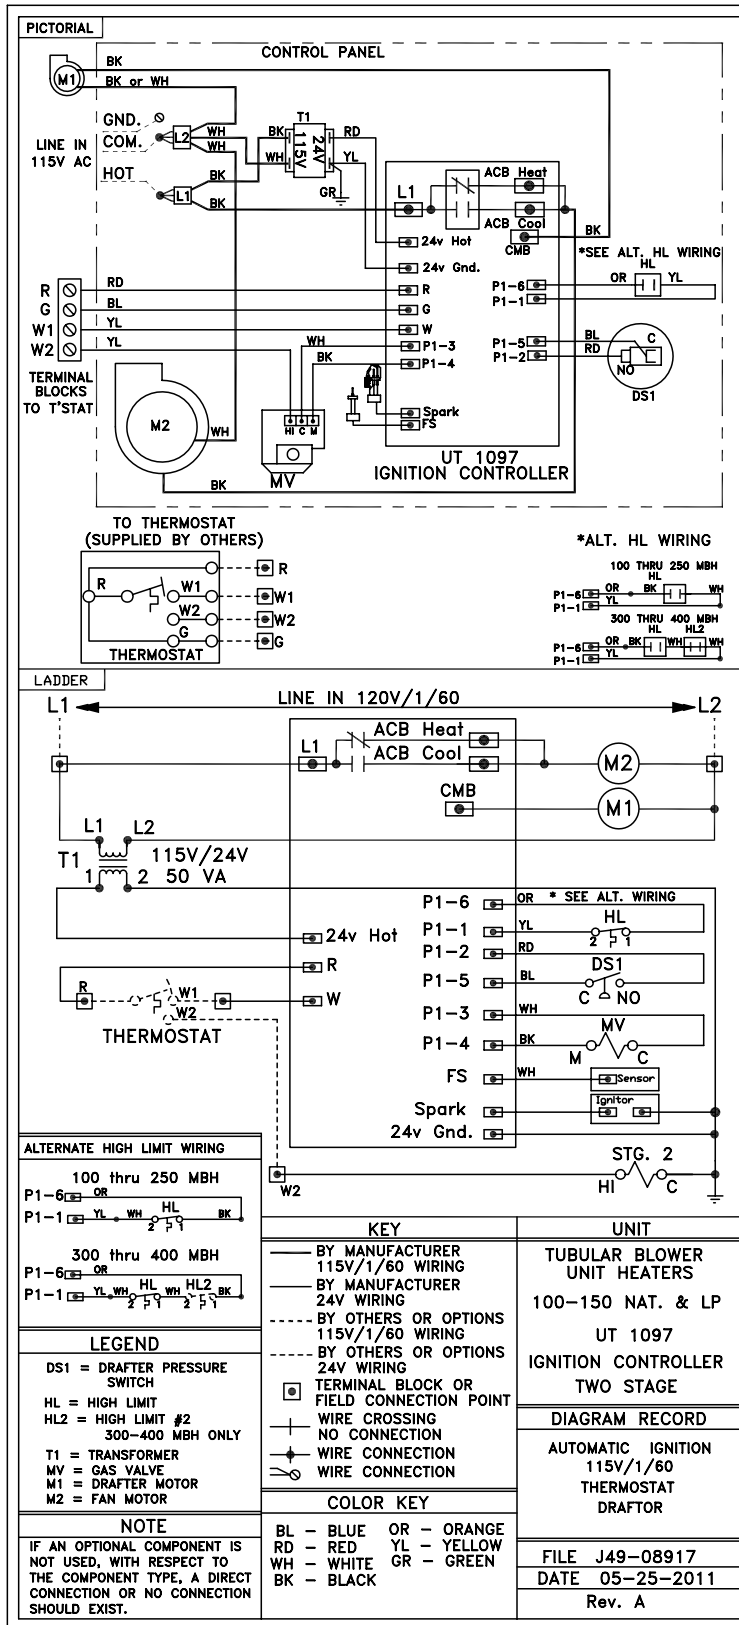 PICTORIAL
CONTROL PANEL
BK
M1
BK or WH
GND.
COM.
LINE IN
115V AC
HOT
L2
WH
WH
L1
BK
BK
T1
BK
WH
115V
24V
RD
YL
GR
L1
ACB Heat
ACB Cool
CMB
BK
24v Hot
24v Gnd.
R
G
W
P1-3
P1-4
Spark
FS
P1-6
P1-1
P1-5
P1-2
*SEE ALT. HL WIRING
HL
OR
YL
BL
RD
C
NO
DS1
R
G
W1
W2
RD
BL
YL
YL
WH
BK
TERMINAL
BLOCKS
TO T'STAT
M2
WH
BK
HI C M
MV
UT 1097
IGNITION CONTROLLER
TO THERMOSTAT
(SUPPLIED BY OTHERS)
R
W1
W2
G
THERMOSTAT
R
W1
W2
G
*ALT. HL WIRING
100 THRU 250 MBH
HL
P1-6 OR BK WH
P1-1 YL
300 THRU 400 MBH
HL HL2
P1-6 OR BK WH WH
P1-1 YL
LADDER
L1
LINE IN 120V/1/60
L2
L1
ACB Heat
ACB Cool
M2
CMB
M1
L1 L2
T1
115V/24V
1 2 50 VA
24v Hot
R
W
R
W1
W2
THERMOSTAT
P1-6
OR
* SEE ALT. WIRING
P1-1
YL
HL
2 1
P1-2
RD
P1-5
BL
DS1
C NO
P1-3
WH
P1-4
BK
MV
M C
FS
WH
Sensor
Spark
Ignitor
24v Gnd.
W2
STG. 2
HI C
ALTERNATE HIGH LIMIT WIRING
100 thru 250 MBH
P1-6 OR
P1-1 YL WH HL BK
2 1
300 thru 400 MBH
P1-6 OR
P1-1 YL WH HL WH HL2 BK
2 1 2 1
LEGEND
DS1 = DRAFTER PRESSURE
SWITCH
HL = HIGH LIMIT
HL2 = HIGH LIMIT #2
300-400 MBH ONLY
T1 = TRANSFORMER
MV = GAS VALVE
M1 = DRAFTER MOTOR
M2 = FAN MOTOR
NOTE
IF AN OPTIONAL COMPONENT IS
NOT USED, WITH RESPECT TO
THE COMPONENT TYPE, A DIRECT
CONNECTION OR NO CONNECTION
SHOULD EXIST.
KEY
BY MANUFACTURER
115V/1/60 WIRING
BY MANUFACTURER
24V WIRING
BY OTHERS OR OPTIONS
115V/1/60 WIRING
BY OTHERS OR OPTIONS
24V WIRING
TERMINAL BLOCK OR
FIELD CONNECTION POINT
WIRE CROSSING
NO CONNECTION
WIRE CONNECTION
WIRE CONNECTION
COLOR KEY
BL - BLUE OR - ORANGE
RD - RED YL - YELLOW
WH - WHITE GR - GREEN
BK - BLACK
UNIT
TUBULAR BLOWER
UNIT HEATERS
100-150 NAT. & LP
UT 1097
IGNITION CONTROLLER
TWO STAGE
DIAGRAM RECORD
AUTOMATIC IGNITION
115V/1/60
THERMOSTAT
DRAFTOR
FILE J49-08917
DATE 05-25-2011
Rev. A